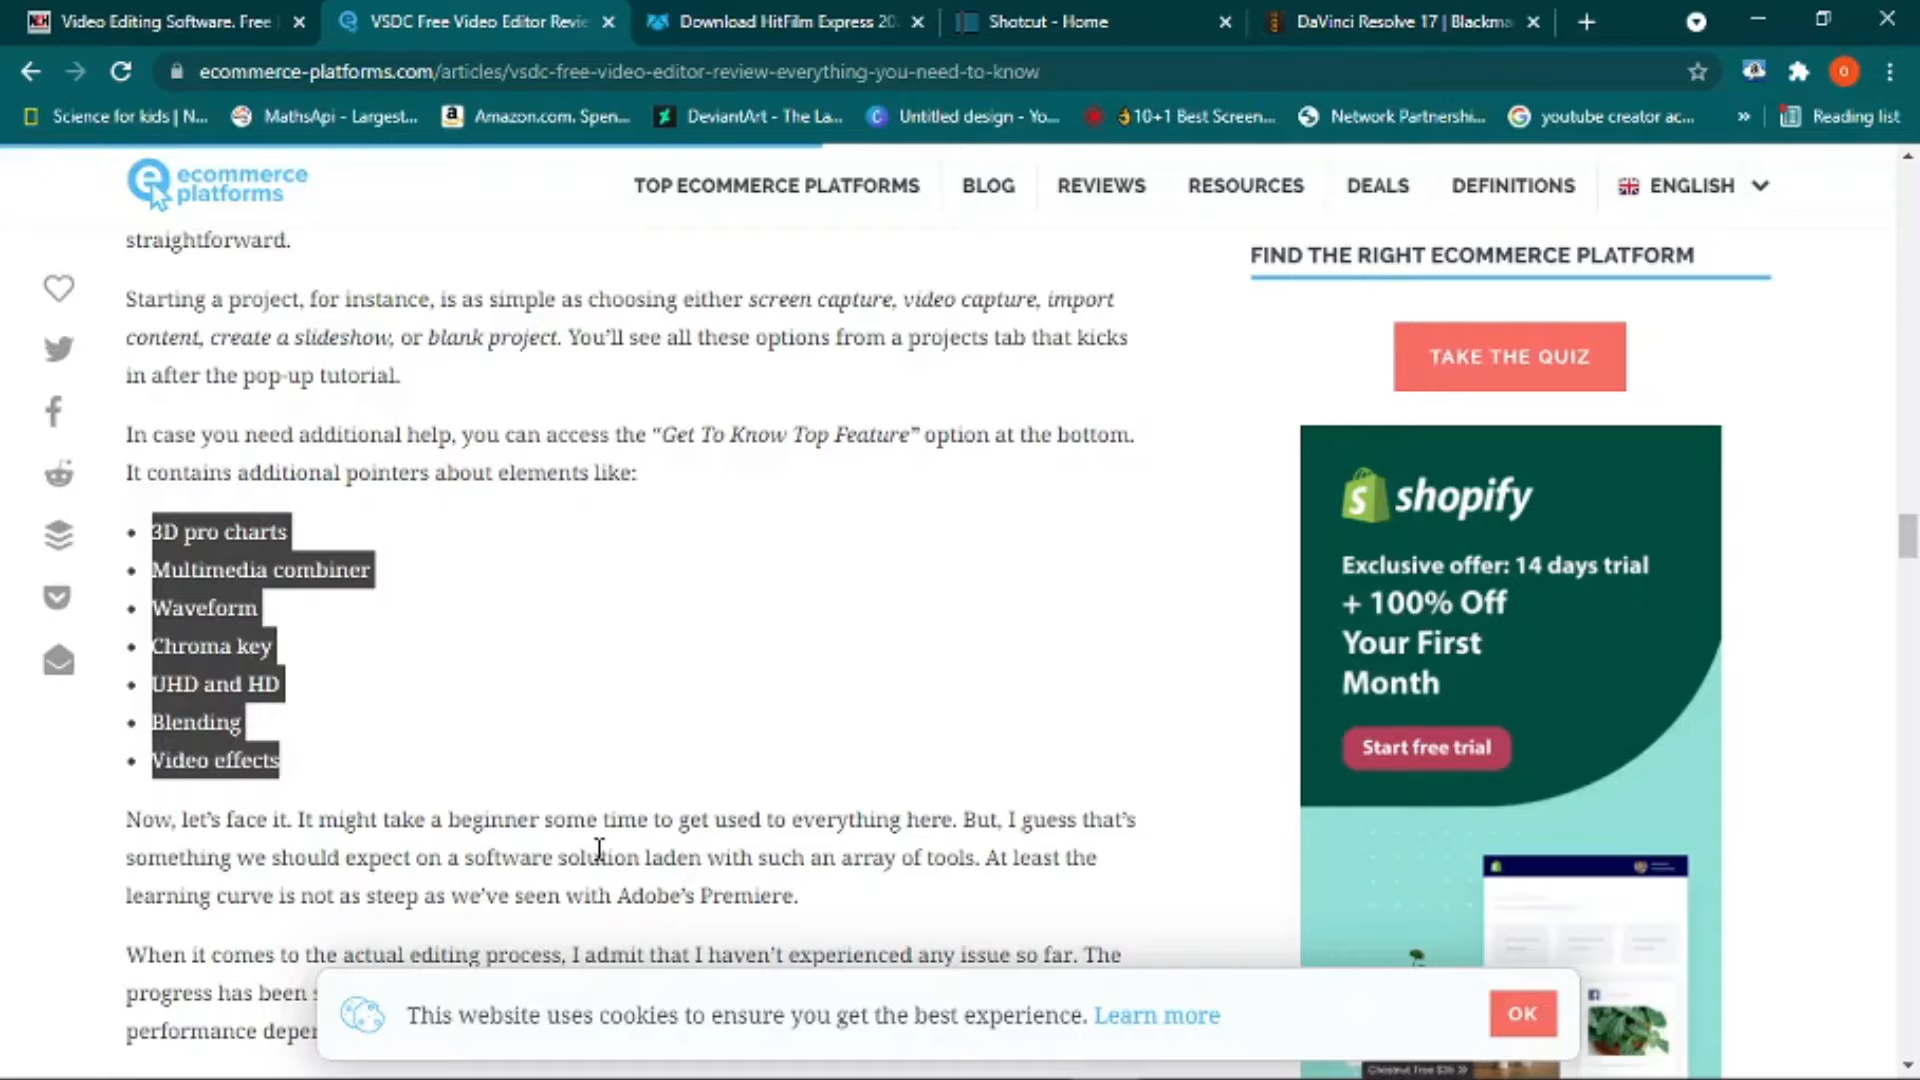 Video Editing Software. Free
VSDC Free Video Editor Revie
Download HitFilm Express 20
Shotcut - Home
DaVinci Resolve 17 | Blackma
ecommerce-platforms.com/articles/vsdc-free-video-editor-review-everything-you-need-to-know
O
Science for kids | N...
MathsApi - Largest...
Amazon.com. Spen...
DeviantArt - The La...
Untitled design - Yo...
10+1 Best Screen...
Network Partnershi...
youtube creator ac...
»
Reading list
ecommerce
platforms
TOP ECOMMERCE PLATFORMS
BLOG
REVIEWS
RESOURCES
DEALS
DEFINITIONS
ENGLISH
straightforward.
Starting a project, for instance, is as simple as choosing either screen capture, video capture, import
content, create a slideshow, or blank project. You’ll see all these options from a projects tab that kicks
in after the pop-up tutorial.
In case you need additional help, you can access the “Get To Know Top Feature” option at the bottom.
It contains additional pointers about elements like:
• 3D pro charts
• Multimedia combiner
• Waveform
• Chroma key
• UHD and HD
• Blending
• Video effects
Now, let’s face it. It might take a beginner some time to get used to everything here. But, I guess that’s
something we should expect on a software solution laden with such an array of tools. At least the
learning curve is not as steep as we’ve seen with Adobe’s Premiere.
When it comes to the actual editing process, I admit that I haven’t experienced any issue so far. The
progress has been
performance
FIND THE RIGHT ECOMMERCE PLATFORM
TAKE THE QUIZ
shopify
Exclusive offer: 14 days trial
+ 100% Off
Your First
Month
Start free trial
This website uses cookies to ensure you get the best experience. Learn more
OK